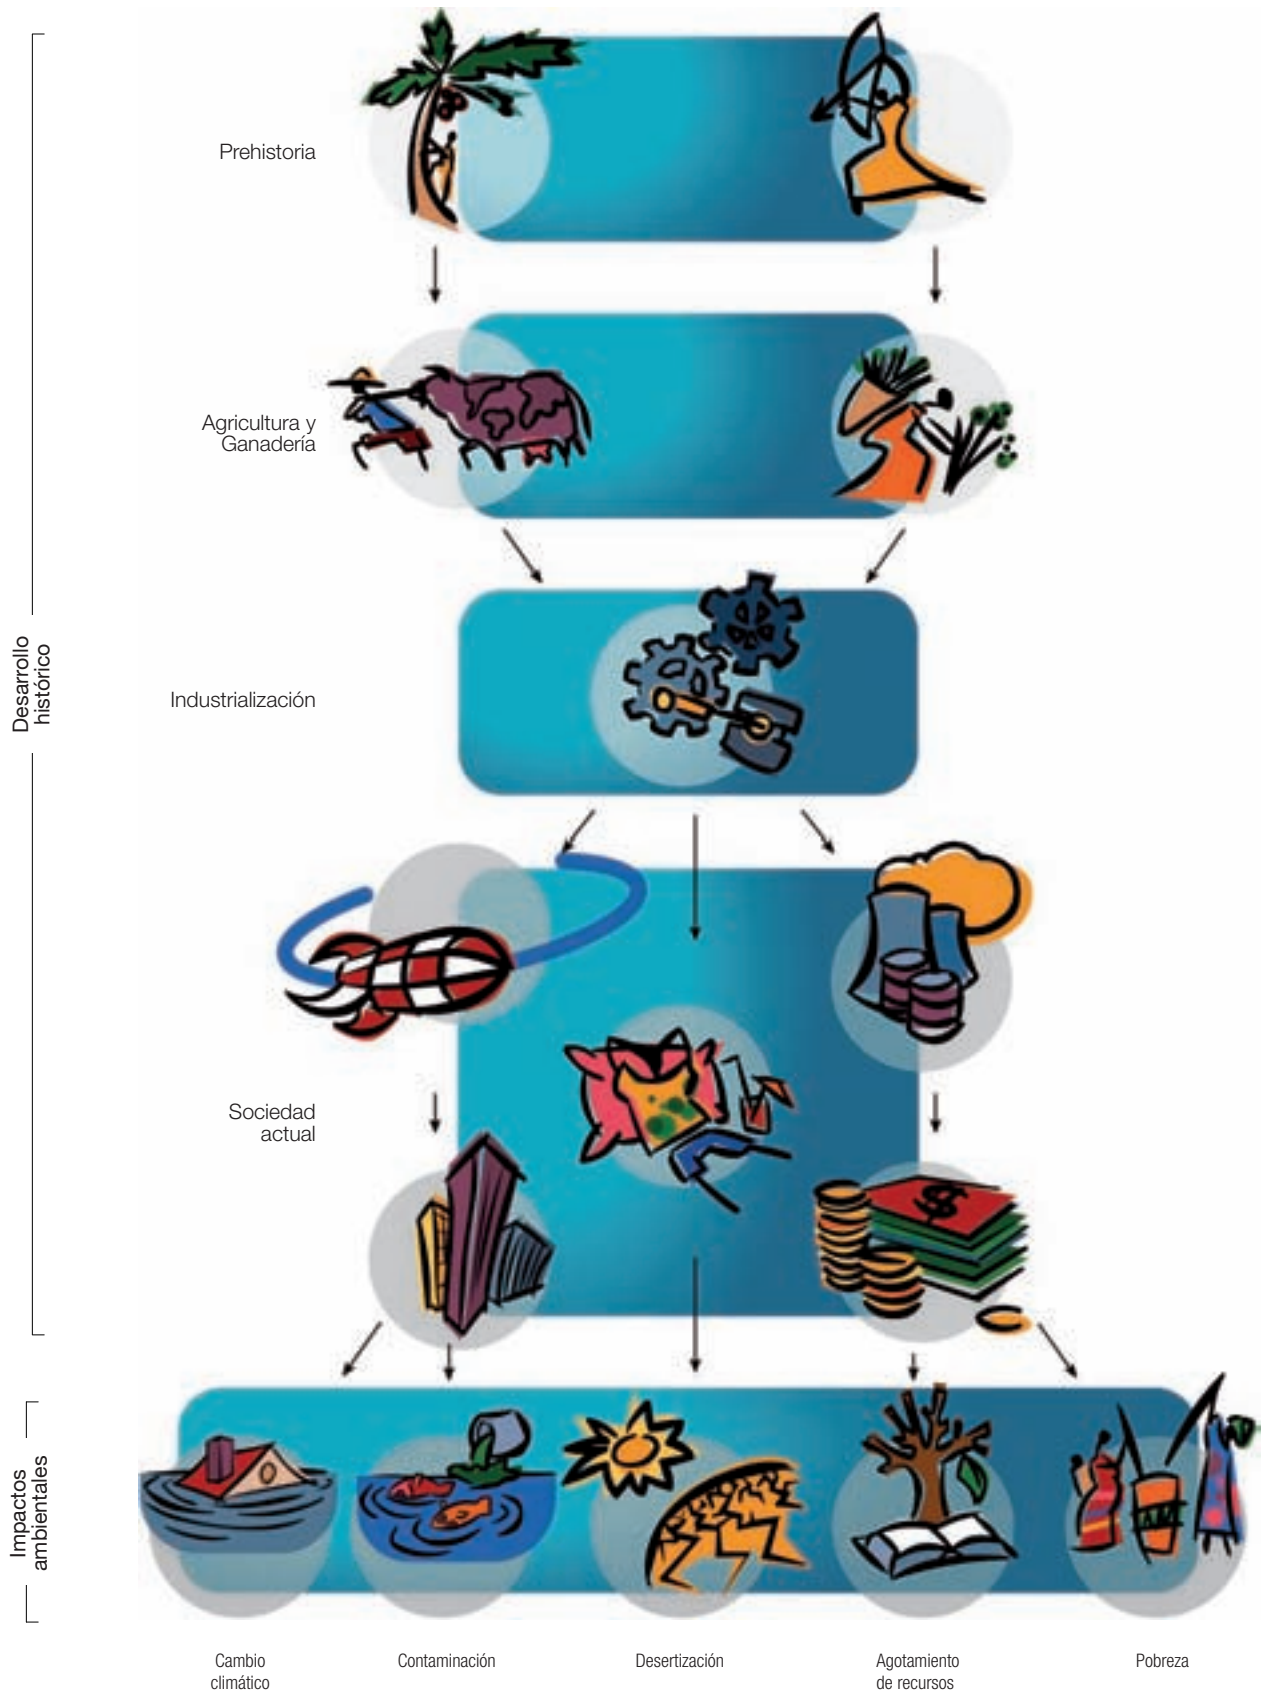 Prehistoria
Agricultura y
Ganadería
Desarrollo
histórico
Industrialización
Sociedad
actual
$
Impactos
ambientales
Cambio
climático
Contaminación
Desertización
Agotamiento
de recursos
Pobreza